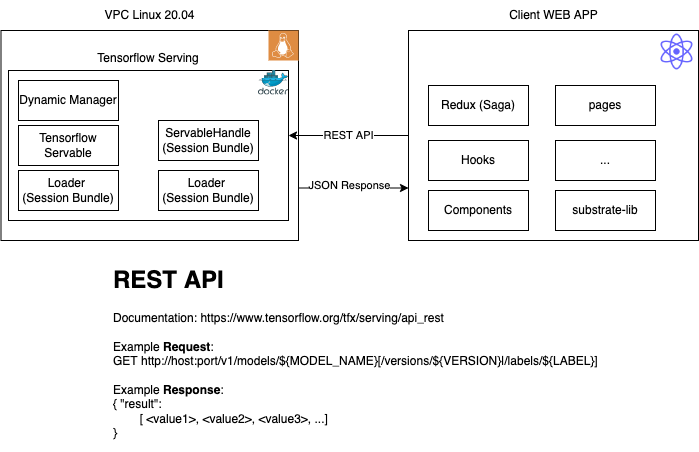 VPC Linux 20.04
Client WEB APP
Tensorflow Serving
docker
Dynamic Manager
Tensorflow
Servable
Loader
(Session Bundle)
ServableHandle
(Session Bundle)
Loader
(Session Bundle)
REST API
JSON Response
Redux (Saga)
pages
Hooks
...
Components
substrate-lib
REST API
Documentation: https://www.tensorflow.org/tfx/serving/api_rest
Example Request:
GET http://host:port/v1/models/${MODEL_NAME}[/versions/${VERSION}|/labels/${LABEL}]
Example Response:
{ "result":
[ <value1>, <value2>, <value3>, ...]
}